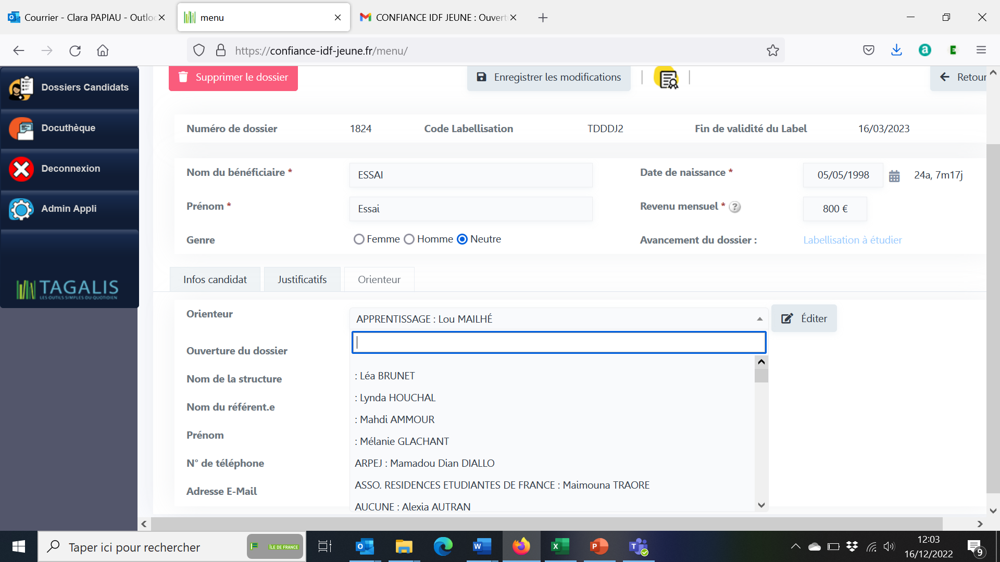 Courrier - Clara PAPIAU - Outlo
menu
CONFIANCE IDF JEUNE : Ouvert
https://confiance-idf-jeune.fr/menu/
Dossiers Candidats
Docuthèque
Deconnexion
Admin Appli
TAGALIS
LES OUTILS SIMPLES DU QUOTIDIEN
Supprimer le dossier
Enregistrer les modifications
Retour
Numéro de dossier 1824 Code Labellisation TDDDJ2 Fin de validité du Label 16/03/2023
Nom du bénéficiaire * ESSAI Date de naissance * 05/05/1998 24a, 7m17j
Prénom * Essai Revenu mensuel * ? 800 €
Genre Femme Homme Neutre Avancement du dossier : Labellisation à étudier
Infos candidat Justificatifs Orienteur
Orienteur APPRENTISSAGE : Lou MAILHÉ Éditer
Ouverture du dossier
Nom de la structure
Nom du référent.e
Prénom
N° de téléphone
Adresse E-Mail
: Léa BRUNET
: Lynda HOUCHAL
: Mahdi AMMOUR
: Mélanie GLACHANT
ARPEJ : Mamadou Dian DIALLO
ASSO. RESIDENCES ETUDIANTES DE FRANCE : Maimouna TRAORE
AUCUNE : Alexia AUTRAN
Taper ici pour rechercher
ÎLE DE FRANCE
12:03
16/12/2022
9